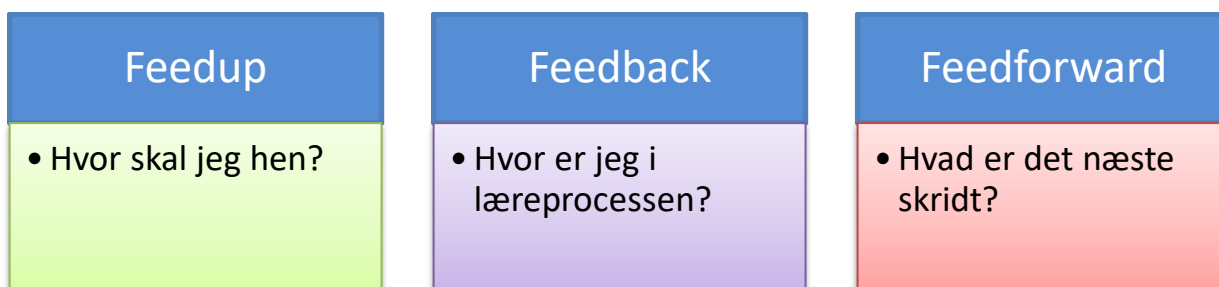 Feedup
• Hvor skal jeg hen?
Feedback
• Hvor er jeg i
læreprocessen?
Feedforward
• Hvad er det næste
skridt?